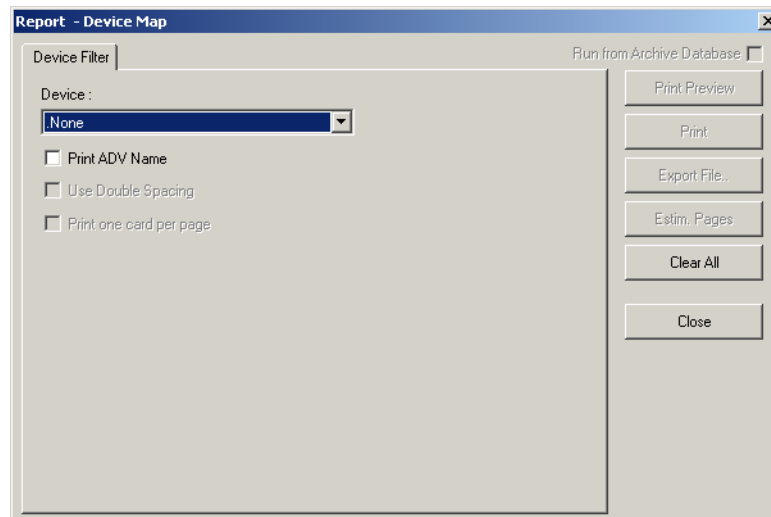 Report - Device Map
Device Filter
Run from Archive Database
Device :
.None
Print ADV Name
Use Double Spacing
Print one card per page
Print Preview
Print
Export File..
Estim. Pages
Clear All
Close